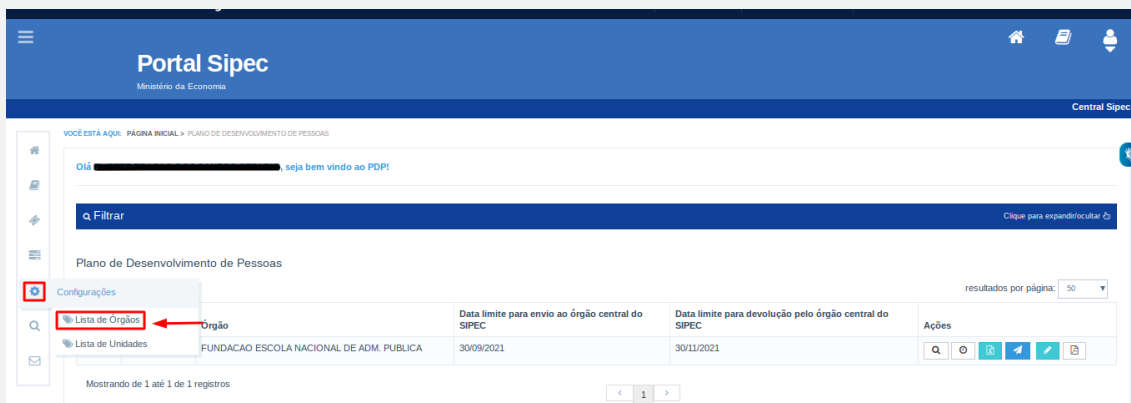 Portal Sipec
Ministério da Economia
Central Sipec
VOCÊ ESTÁ AQUI: PÁGINA INICIAL > PLANO DE DESENVOLVIMENTO DE PESSOAS
Olá , seja bem vindo ao PDP!
Filtrar
Clique para expandir/ocultar
Plano de Desenvolvimento de Pessoas
resultados por página: 50
Configurações
Lista de Órgãos
Lista de Unidades
Órgão
Data limite para envio ao órgão central do SIPEC
Data limite para devolução pelo órgão central do SIPEC
Ações
FUNDACAO ESCOLA NACIONAL DE ADM. PUBLICA
30/09/2021
30/11/2021
Mostrando de 1 até 1 de 1 registros
1